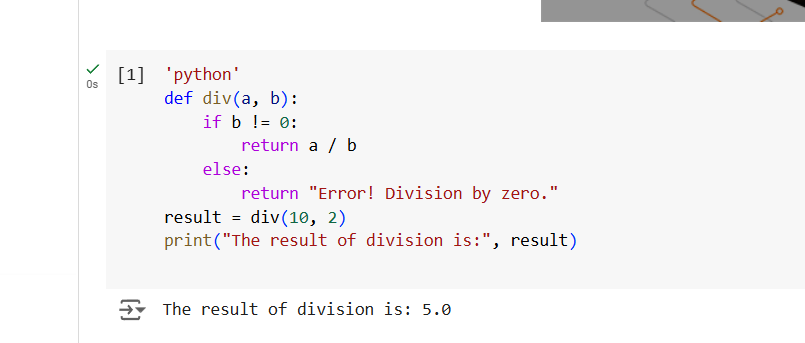 [1] 'python'
def div(a, b):
    if b != 0:
        return a / b
    else:
        return "Error! Division by zero."
result = div(10, 2)
print("The result of division is:", result)
0s
The result of division is: 5.0